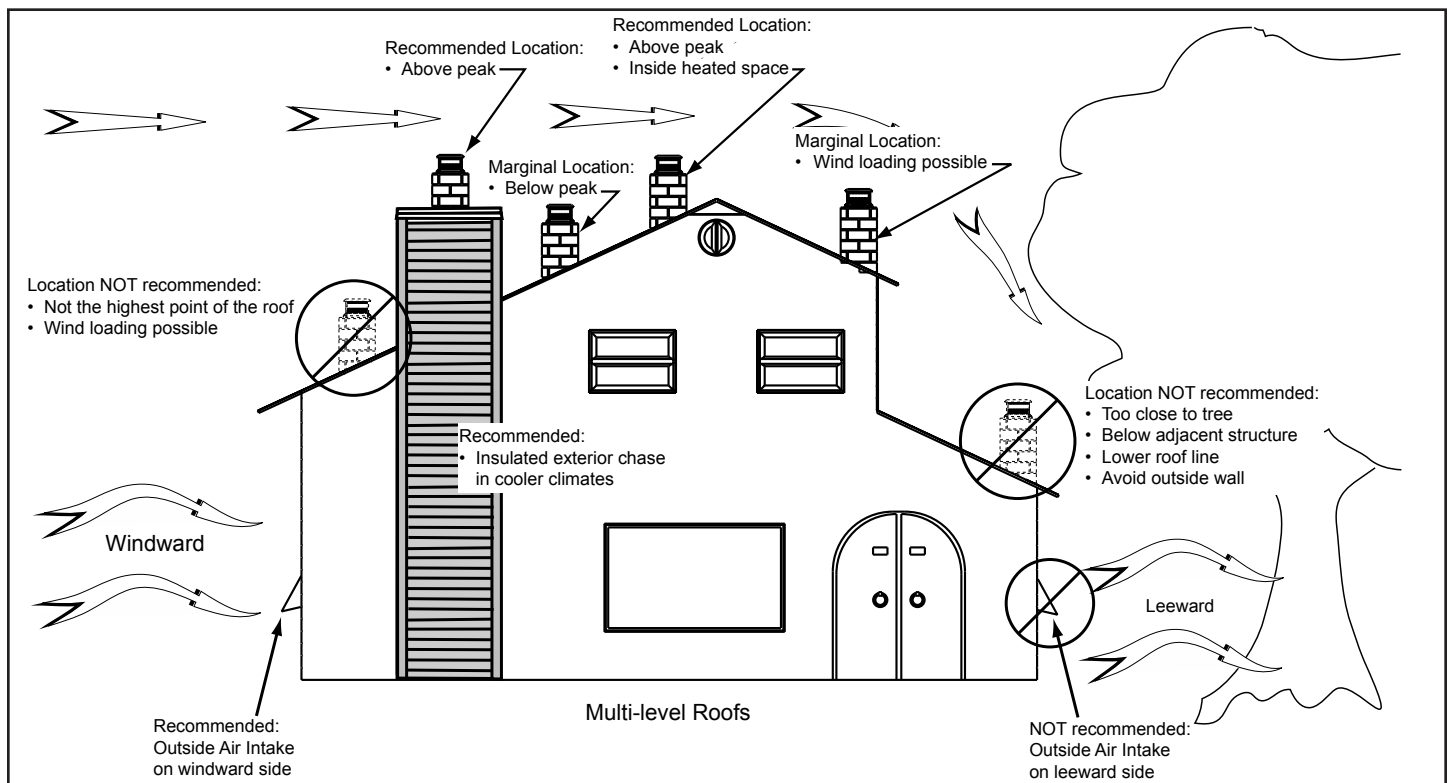 Recommended Location:
• Above peak
Recommended Location:
• Above peak
• Inside heated space
Marginal Location:
• Below peak
Marginal Location:
• Wind loading possible
Location NOT recommended:
• Not the highest point of the roof
• Wind loading possible
Recommended:
• Insulated exterior chase
in cooler climates
Location NOT recommended:
• Too close to tree
• Below adjacent structure
• Lower roof line
• Avoid outside wall
Windward
Leeward
Multi-level Roofs
Recommended:
Outside Air Intake
on windward side
NOT recommended:
Outside Air Intake
on leeward side